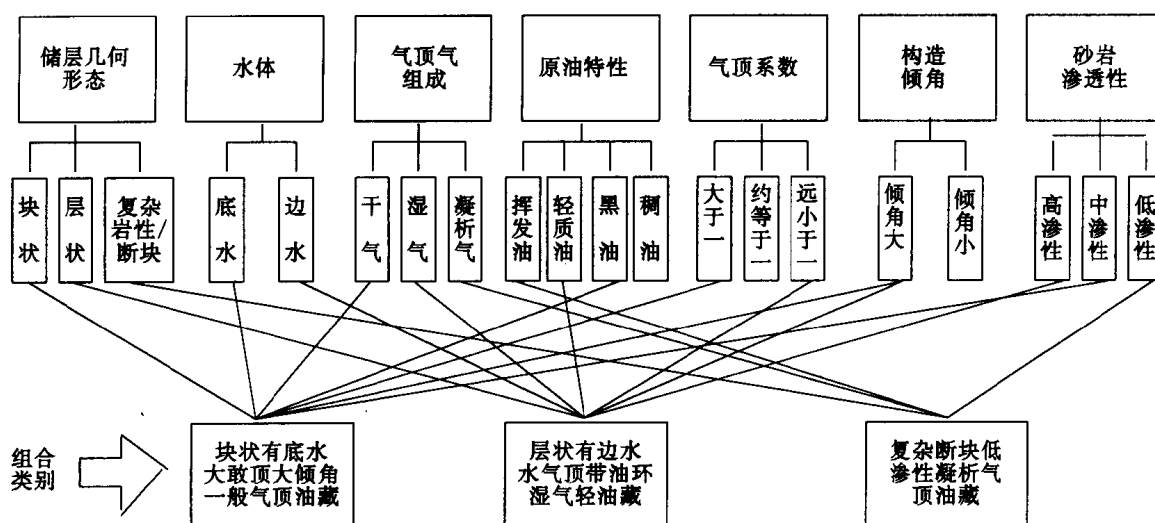 储层几何
形态
水体
气顶气
组成
原油特性
气顶系数
构造
倾角
砂岩
渗透性
块状
层状
复杂
岩性/
断块
底水
边水
干气
湿气
凝析气
挥发油
轻质油
黑油
稠油
大于一
约等于一
远小于一
倾角大
倾角小
高渗性
中渗性
低渗性
组合
类别
块状有底水
大敢顶大倾角
一般气顶油藏
层状有边水
水气顶带油环
湿气轻油藏
复杂断块低
渗性凝析气
顶油藏